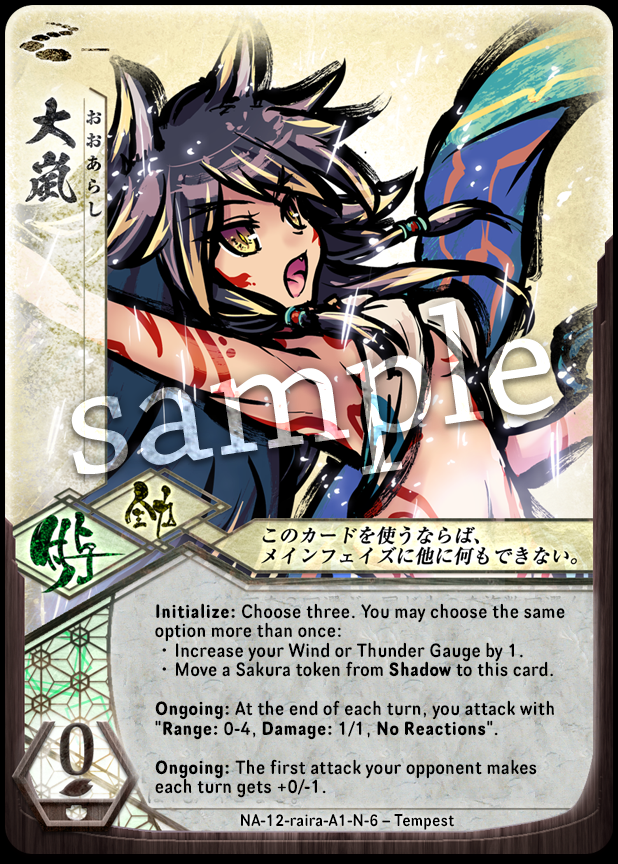 大嵐
おおあらし
sample
付与
全力
このカードを使うならば、
メインフェイズに他に何もできない。
Initialize: Choose three. You may choose the same
option more than once:
・Increase your Wind or Thunder Gauge by 1.
・Move a Sakura token from Shadow to this card.
Ongoing: At the end of each turn, you attack with
"Range: 0-4, Damage: 1/1, No Reactions".
Ongoing: The first attack your opponent makes
each turn gets +0/-1.
0
NA-12-raira-A1-N-6 – Tempest